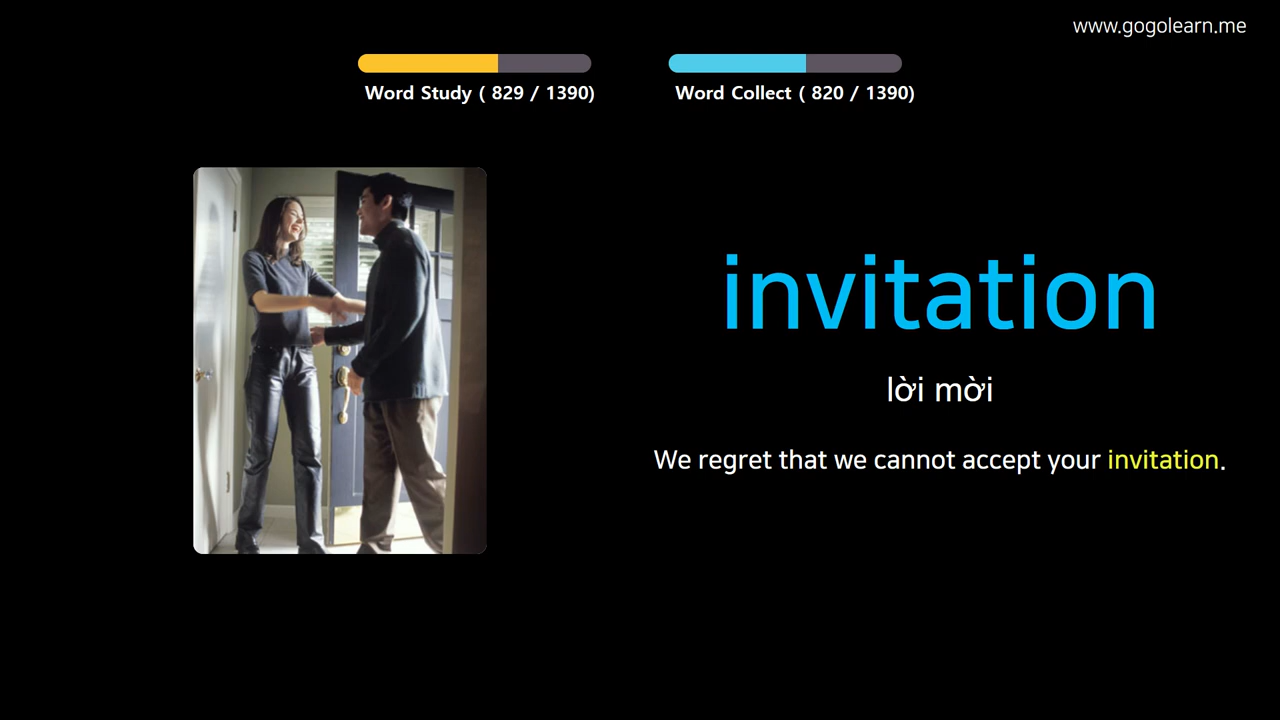 www.gogolearn.me
Word Study ( 829 / 1390)
Word Collect ( 820 / 1390)
invitation
lời mời
We regret that we cannot accept your invitation.